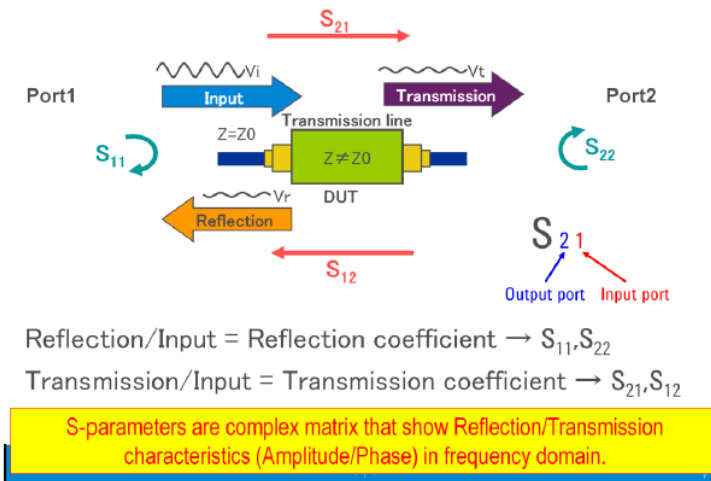 S21
Port1
Vi
Vt
Port2
Input
Transmission
Transmission line
Z=Z0
S11
Z≠Z0
S22
Vr
DUT
Reflection
S21
S12
Output port Input port
Reflection/Input = Reflection coefficient → S11,S22
Transmission/Input = Transmission coefficient → S21,S12
S-parameters are complex matrix that show Reflection/Transmission
characteristics (Amplitude/Phase) in frequency domain.